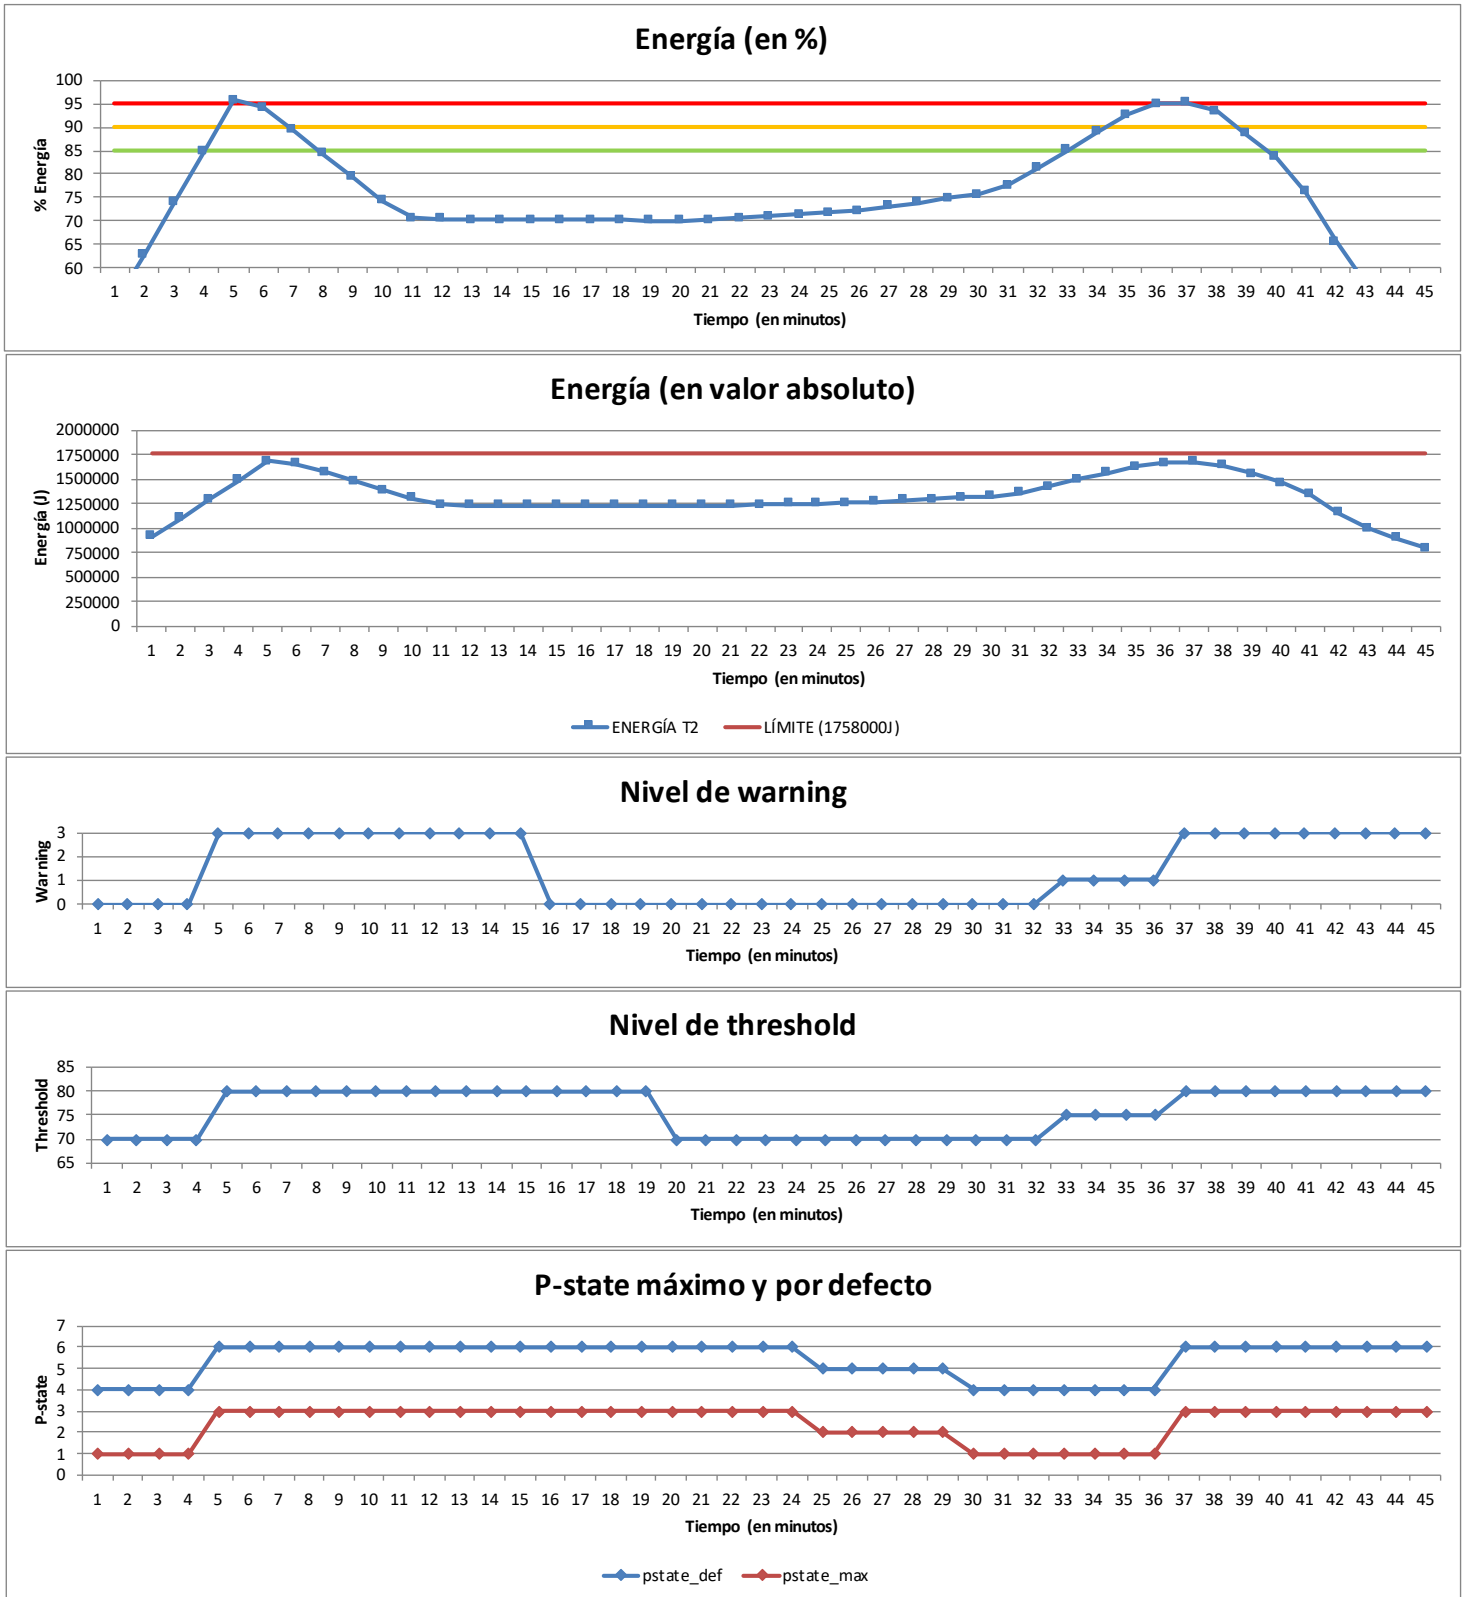 Energía (en %)
100
95
90
85
80
75
70
65
60
% Energía
1 2 3 4 5 6 7 8 9 10 11 12 13 14 15 16 17 18 19 20 21 22 23 24 25 26 27 28 29 30 31 32 33 34 35 36 37 38 39 40 41 42 43 44 45
Tiempo (en minutos)
Energía (en valor absoluto)
2000000
1750000
1500000
1250000
1000000
750000
500000
250000
0
Energía (J)
1 2 3 4 5 6 7 8 9 10 11 12 13 14 15 16 17 18 19 20 21 22 23 24 25 26 27 28 29 30 31 32 33 34 35 36 37 38 39 40 41 42 43 44 45
Tiempo (en minutos)
ENERGÍA T2 LÍMITE (1758000J)
Nivel de warning
3
2
1
0
Warning
1 2 3 4 5 6 7 8 9 10 11 12 13 14 15 16 17 18 19 20 21 22 23 24 25 26 27 28 29 30 31 32 33 34 35 36 37 38 39 40 41 42 43 44 45
Tiempo (en minutos)
Nivel de threshold
85
80
75
70
65
Threshold
1 2 3 4 5 6 7 8 9 10 11 12 13 14 15 16 17 18 19 20 21 22 23 24 25 26 27 28 29 30 31 32 33 34 35 36 37 38 39 40 41 42 43 44 45
Tiempo (en minutos)
P-state máximo y por defecto
7
6
5
4
3
2
1
0
P-state
1 2 3 4 5 6 7 8 9 10 11 12 13 14 15 16 17 18 19 20 21 22 23 24 25 26 27 28 29 30 31 32 33 34 35 36 37 38 39 40 41 42 43 44 45
Tiempo (en minutos)
pstate_def pstate_max